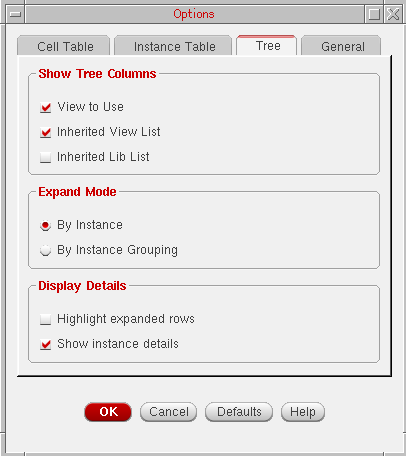 Options
Cell Table Instance Table Tree General
Show Tree Columns
View to Use
Inherited View List
Inherited Lib List
Expand Mode
By Instance
By Instance Grouping
Display Details
Highlight expanded rows
Show instance details
OK Cancel Defaults Help